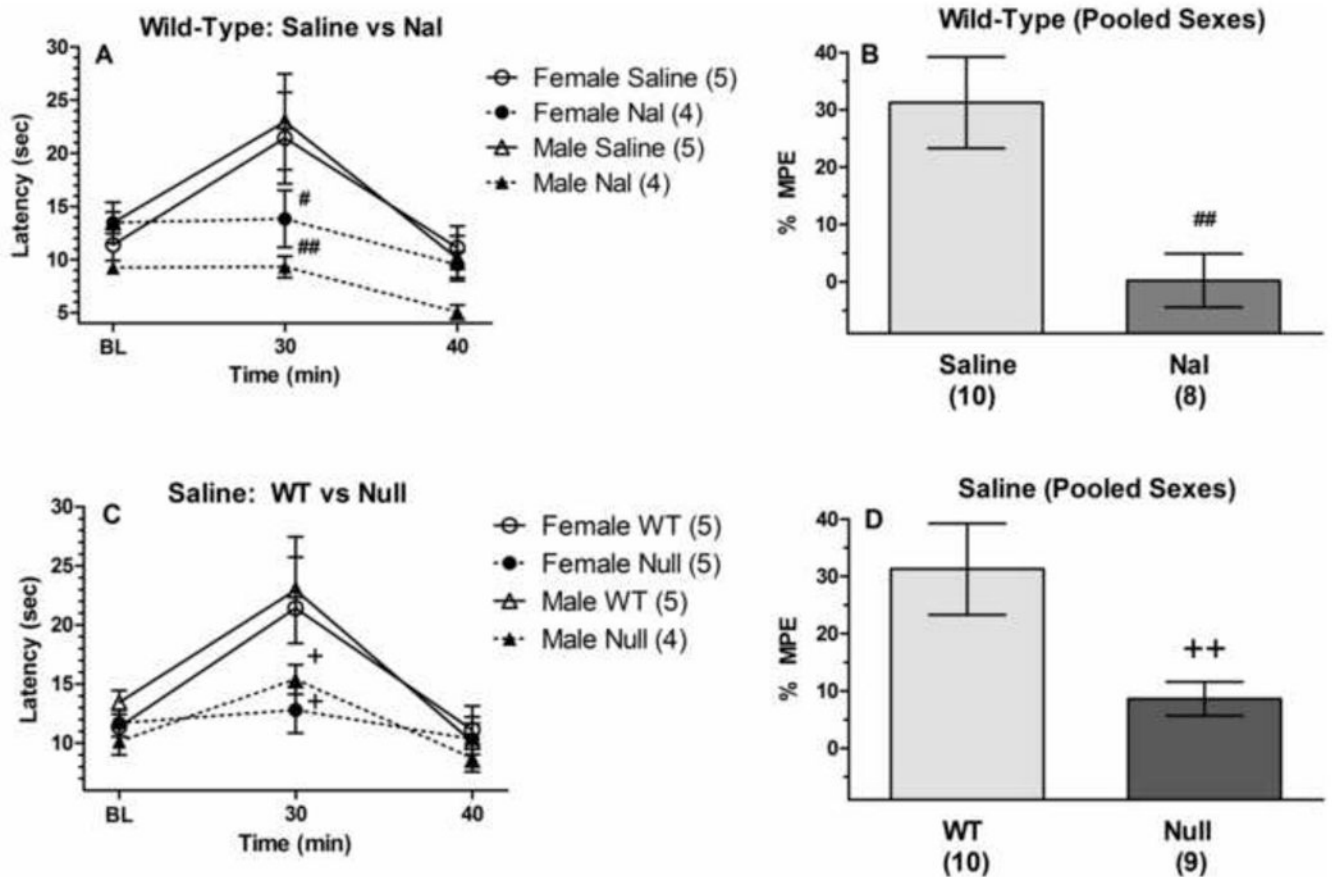 Wild-Type: Saline vs Nal
A
30
25
20
15
10
5
Latency (sec)
BL
30
40
Time (min)
Female Saline (5)
Female Nal (4)
Male Saline (5)
Male Nal (4)
#
##
Wild-Type (Pooled Sexes)
B
40
30
20
10
0
% MPE
##
Saline
(10)
Nal
(8)
Saline: WT vs Null
C
30
25
20
15
10
Latency (sec)
BL
30
40
Time (min)
Female WT (5)
Female Null (5)
Male WT (5)
Male Null (4)
+
+
Saline (Pooled Sexes)
D
40
30
20
10
0
% MPE
++
WT
(10)
Null
(9)